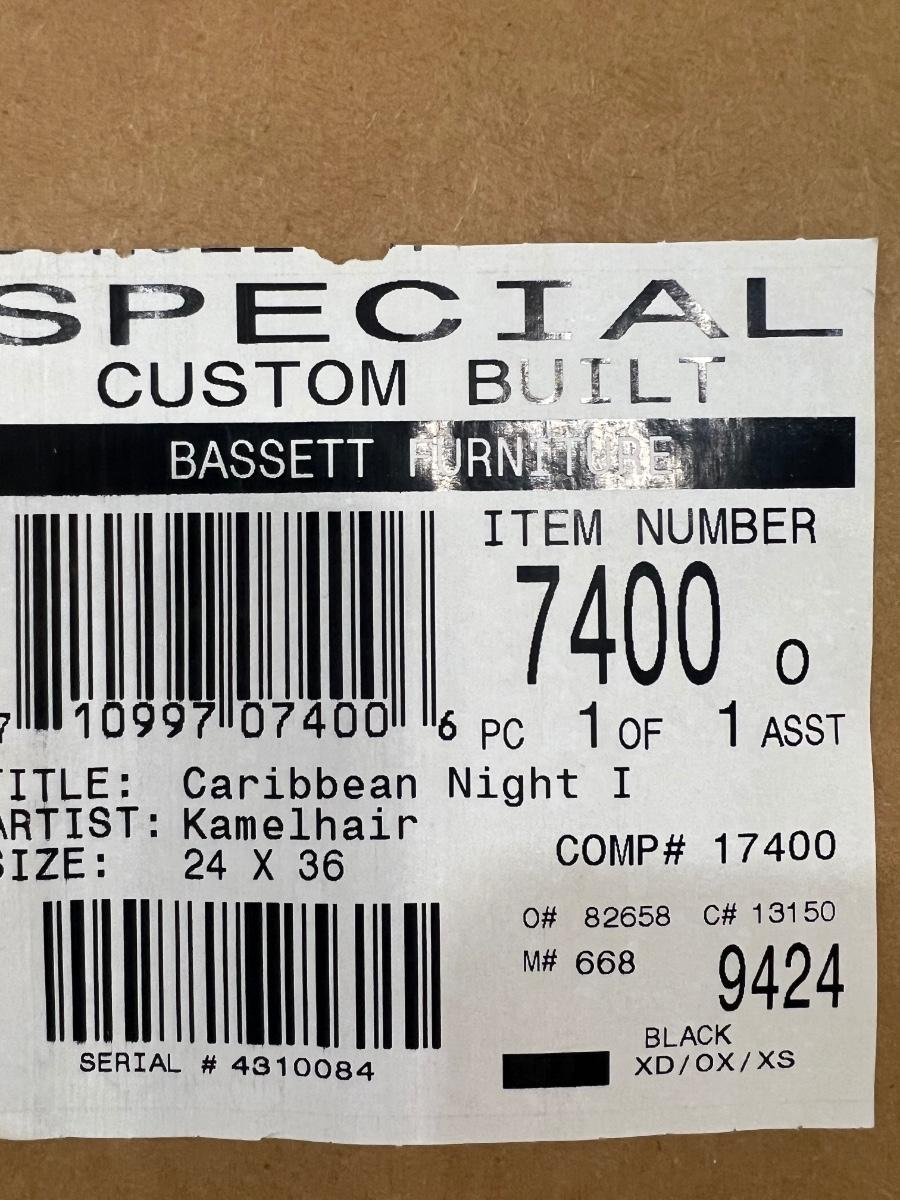 SPECIAL
CUSTOM BUILT
BASSETT FURNITURE
ITEM NUMBER
7400 O
7 10997 07400 6
PC 1 OF 1 ASST
TITLE: Caribbean Night I
ARTIST: Kamelhair
SIZE: 24 X 36
COMP# 17400
O# 82658 C# 13150
M# 668
9424
BLACK
XD/OX/XS
SERIAL # 4310084